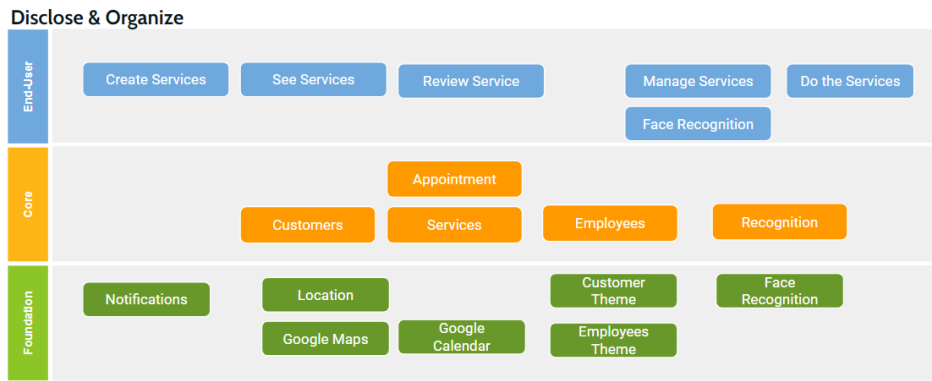 Disclose & Organize
End-User
Create Services
See Services
Review Service
Manage Services
Do the Services
Face Recognition
Core
Appointment
Customers
Services
Employees
Recognition
Foundation
Notifications
Location
Google Maps
Google
Calendar
Customer
Theme
Employees
Theme
Face
Recognition